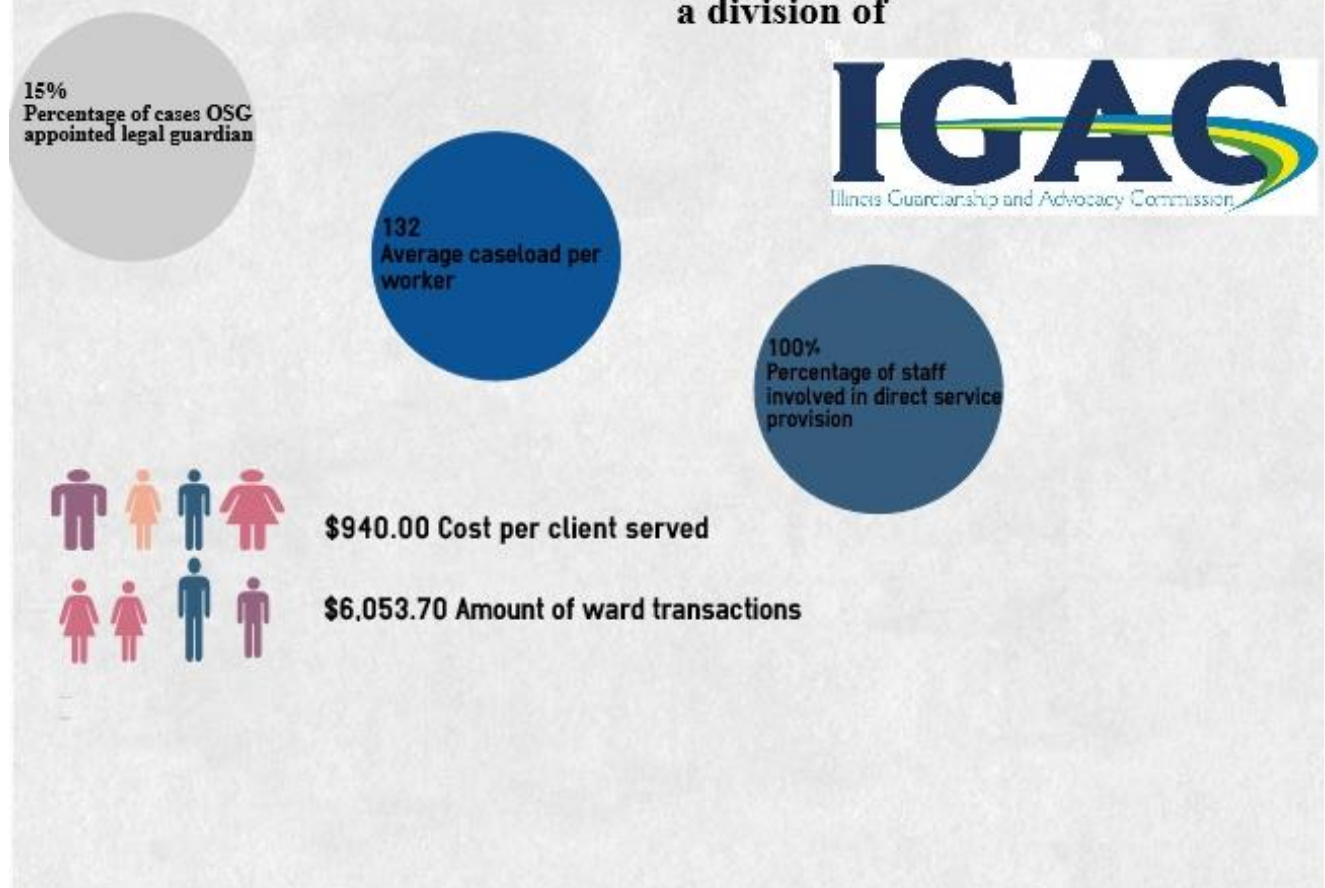 a division of
15%
Percentage of cases OSG
appointed legal guardian
IGAC
Illinois Guardianship and Advocacy Commission
132
Average caseload per
worker
100%
Percentage of staff
involved in direct service
provision
$940.00 Cost per client served
$6,053.70 Amount of ward transactions